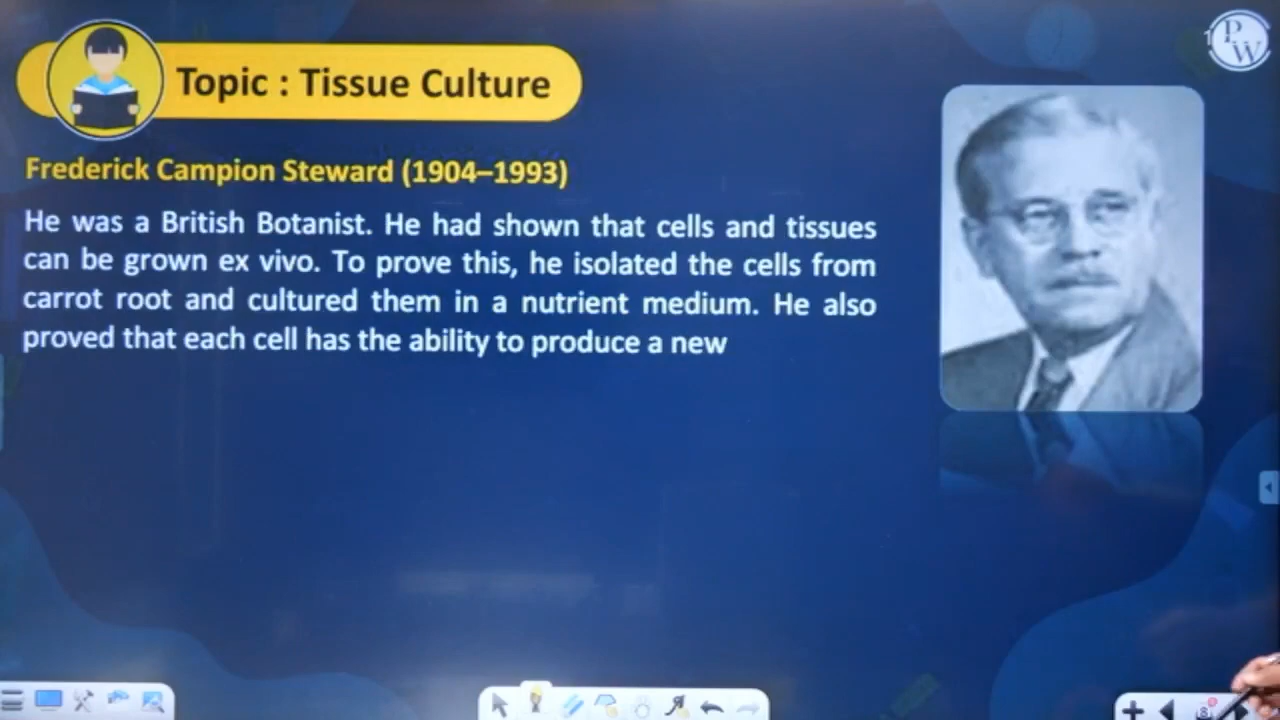 Topic : Tissue Culture
PW
Frederick Campion Steward (1904–1993)
He was a British Botanist. He had shown that cells and tissues
can be grown ex vivo. To prove this, he isolated the cells from
carrot root and cultured them in a nutrient medium. He also
proved that each cell has the ability to produce a new